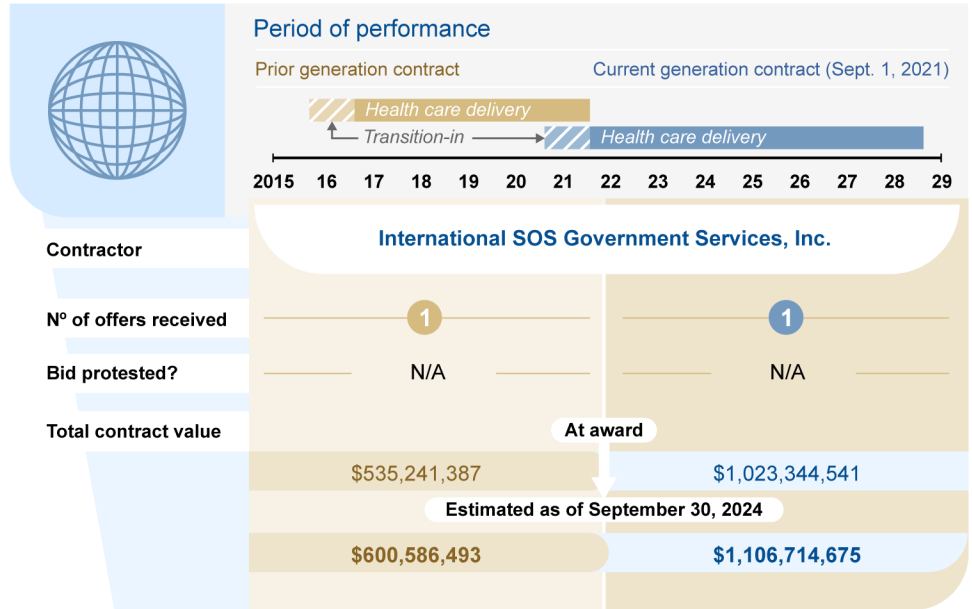 Period of performance
Prior generation contract
Current generation contract (Sept. 1, 2021)
Health care delivery
Transition-in
Health care delivery
2015 16 17 18 19 20 21 22 23 24 25 26 27 28 29
Contractor
International SOS Government Services, Inc.
Nº of offers received
1
1
Bid protested?
N/A
N/A
Total contract value
At award
$535,241,387
$1,023,344,541
Estimated as of September 30, 2024
$600,586,493
$1,106,714,675